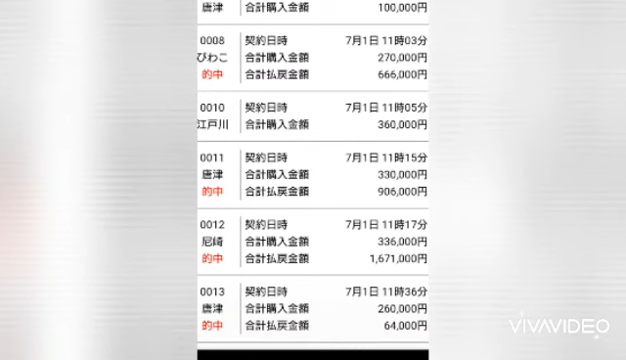 唐津 100,000円
0008 契約日時 7月1日 11時03分
びわこ 合計購入金額 270,000円
的中 合計払戻金額 666,000円
0010 契約日時 7月1日 11時05分
江戸川 合計購入金額 360,000円
0011 契約日時 7月1日 11時15分
唐津 合計購入金額 330,000円
的中 合計払戻金額 906,000円
0012 契約日時 7月1日 11時17分
尼崎 合計購入金額 336,000円
的中 合計払戻金額 1,671,000円
0013 契約日時 7月1日 11時36分
唐津 合計購入金額 260,000円
的中 合計払戻金額 64,000円
VIVAVIDEO